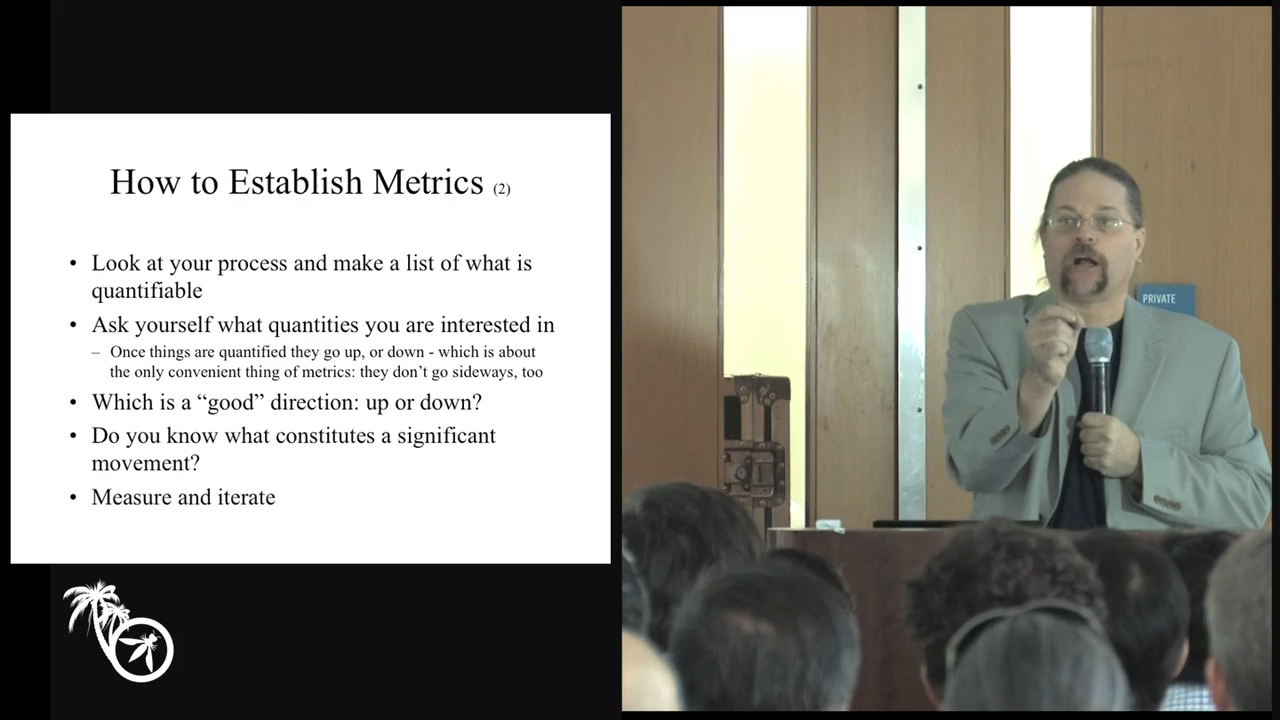 How to Establish Metrics (2)
• Look at your process and make a list of what is
quantifiable
• Ask yourself what quantities you are interested in
– Once things are quantified they go up, or down - which is about
the only convenient thing of metrics: they don't go sideways, too
• Which is a “good” direction: up or down?
• Do you know what constitutes a significant
movement?
• Measure and iterate
PRIVATE